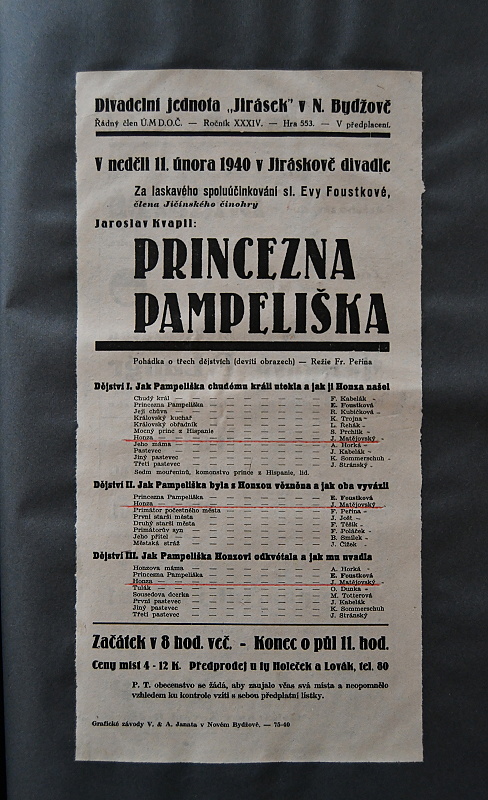 Divadelní jednota „Jirásek" v N. Bydžově
Řádný člen Ú.M.D.O.Č. — Ročník XXXIV. — Hra 553. — V předplacení.
V neděli 11. února 1940 v Jiráskově divadle
Za laskavého spoluúčinkování sl. Evy Foustkové,
člena Jičínského činohry
Jaroslav Kvapil:
PRINCEZNA
PAMPELIŠKA
Pohádka o třech dějstvích (devíti obrazech) — Režie Fr. Peřina
Dějství I. Jak Pampeliška chudému králi utekla a jak ji Honza našel
Chudý král — — — — — — — F. Kabelák -
Princezna Pampeliška — — — — — — — E. Foustková
Její chůva — — — — — — — R. Kubičková -
Královský kuchař — — — — — — — K. Trojna -
Královský obřadník — — — — — — — L. Řehák -
Mocný princ z Hispanie — — — — — — — S. Prchlík -
Honza — — — — — — — J. Matějovský -
Jeho máma — — — — — — — A. Horká -
Pastevec — — — — — — — J. Kabelák -
Jiný pastevec — — — — — — — K. Sommerschuh -
Třetí pastevec — — — — — — — J. Stránský -
Sedm mouřenínů, komonstvo prince z Hispanie, lid.
Dějství II. Jak Pampeliška byla s Honzou vězněna a jak oba vyvázli
Princezna Pampeliška — — — — — — — E. Foustková
Honza — — — — — — — J. Matějovský -
Primátor počestného města — — — — — — — F. Peřina -
První starší města — — — — — — — J. Jošt -
Druhý starší města — — — — — — — F. Těšík -
Primátorův syn — — — — — — — F. Poláček -
Jeho přítel — — — — — — — B. Smílek -
Městská stráž — — — — — — — J. Čížek
Dějství III. Jak Pampeliška Honzovi odkvétala a jak mu uvadla
Honzova máma — — — — — — — A. Horká -
Princezna Pampeliška — — — — — — — E. Foustková
Honza — — — — — — — J. Matějovský -
Tulák — — — — — — — O. Dunka -
Sousedova dcerka — — — — — — — M. Totterová
První pastevec — — — — — — — J. Kabelák
Jiný pastevec — — — — — — — K. Sommerschuh
Třetí pastevec — — — — — — — J. Stránský
Začátek v 8 hod. več. - Konec o půl 11. hod.
Ceny míst 4 - 12 K. Předprodej u fy Holeček a Lovák, tel. 80
P. T. obecenstvo se žádá, aby zaujalo včas svá místa a neopomnělo
vzhledem ku kontrole vzíti s sebou předplatní lístky.
Grafické závody V. & A. Janata v Novém Bydžově. — 75-40